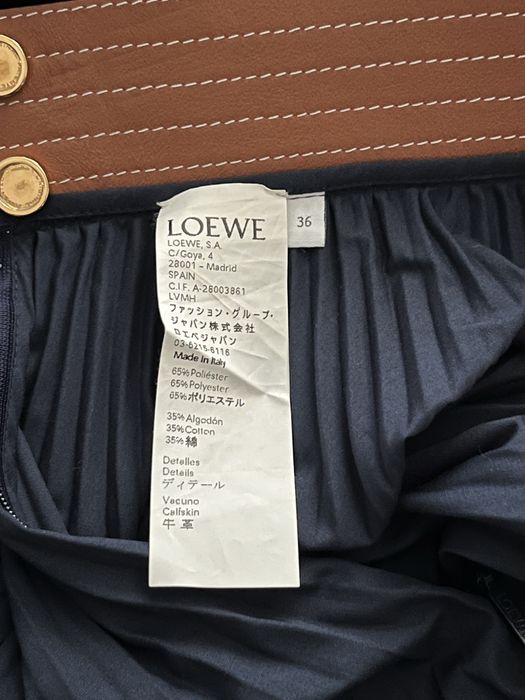 LOEWE
36
LOEWE, S.A.
C/Goya, 4
28001 - Madrid
SPAIN
C.I.F. A-28003861
LVMH
ファッション・グループ・
ジャパン株式会社
ロエベジャパン
03-6215-6116
Made in Italy
65% Poliéster
65% Polyester
65% ポリエステル
35% Algodón
35% Cotton
35% 綿
Detalles
Details
ディテール
Vacuno
Calfskin
牛革